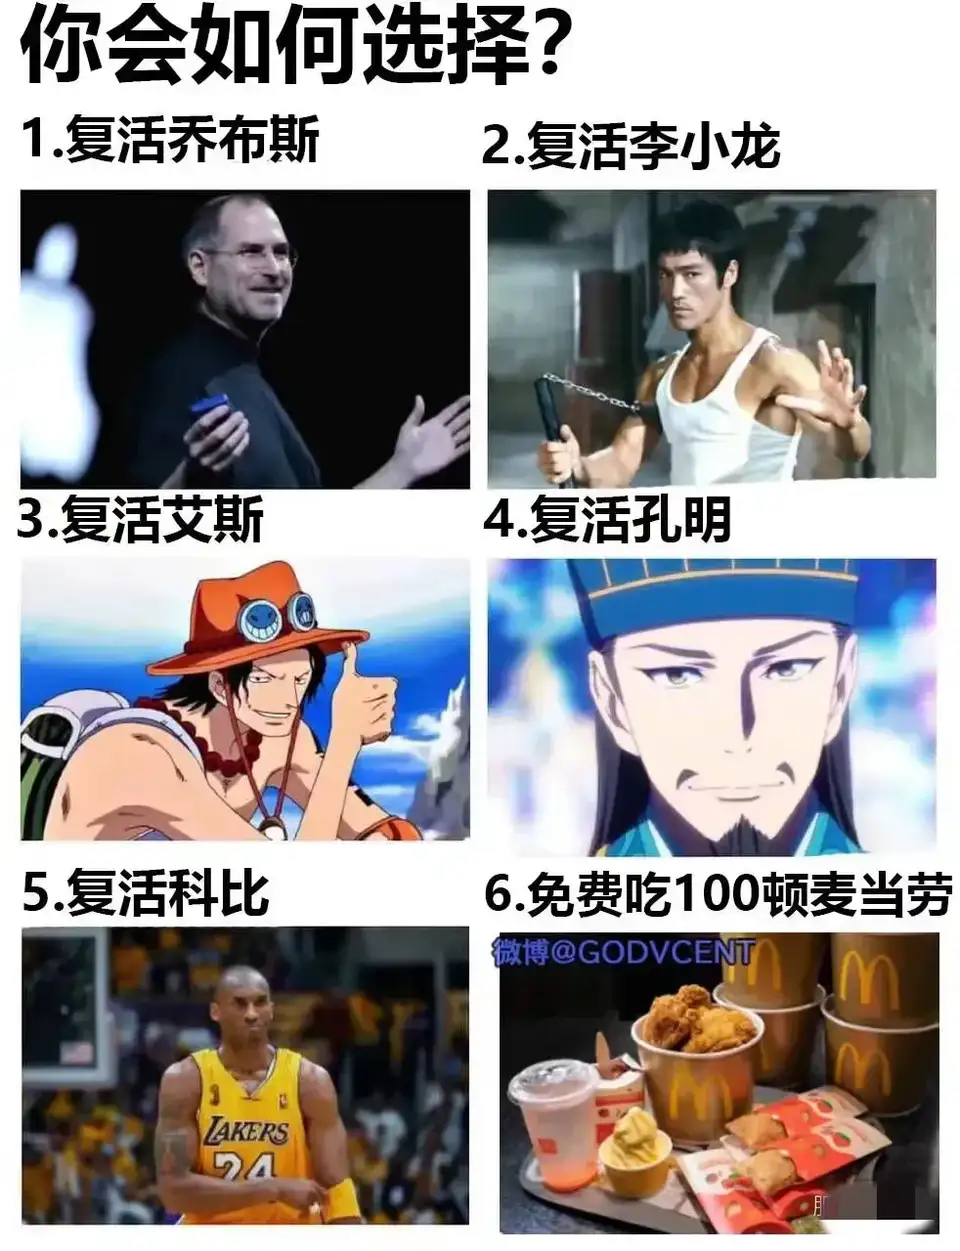 你会如何选择?
1.复活乔布斯
2.复活李小龙
3.复活艾斯
4.复活孔明
5.复活科比
6.免费吃100顿麦当劳
微博@GODVCENT
LAKERS
24